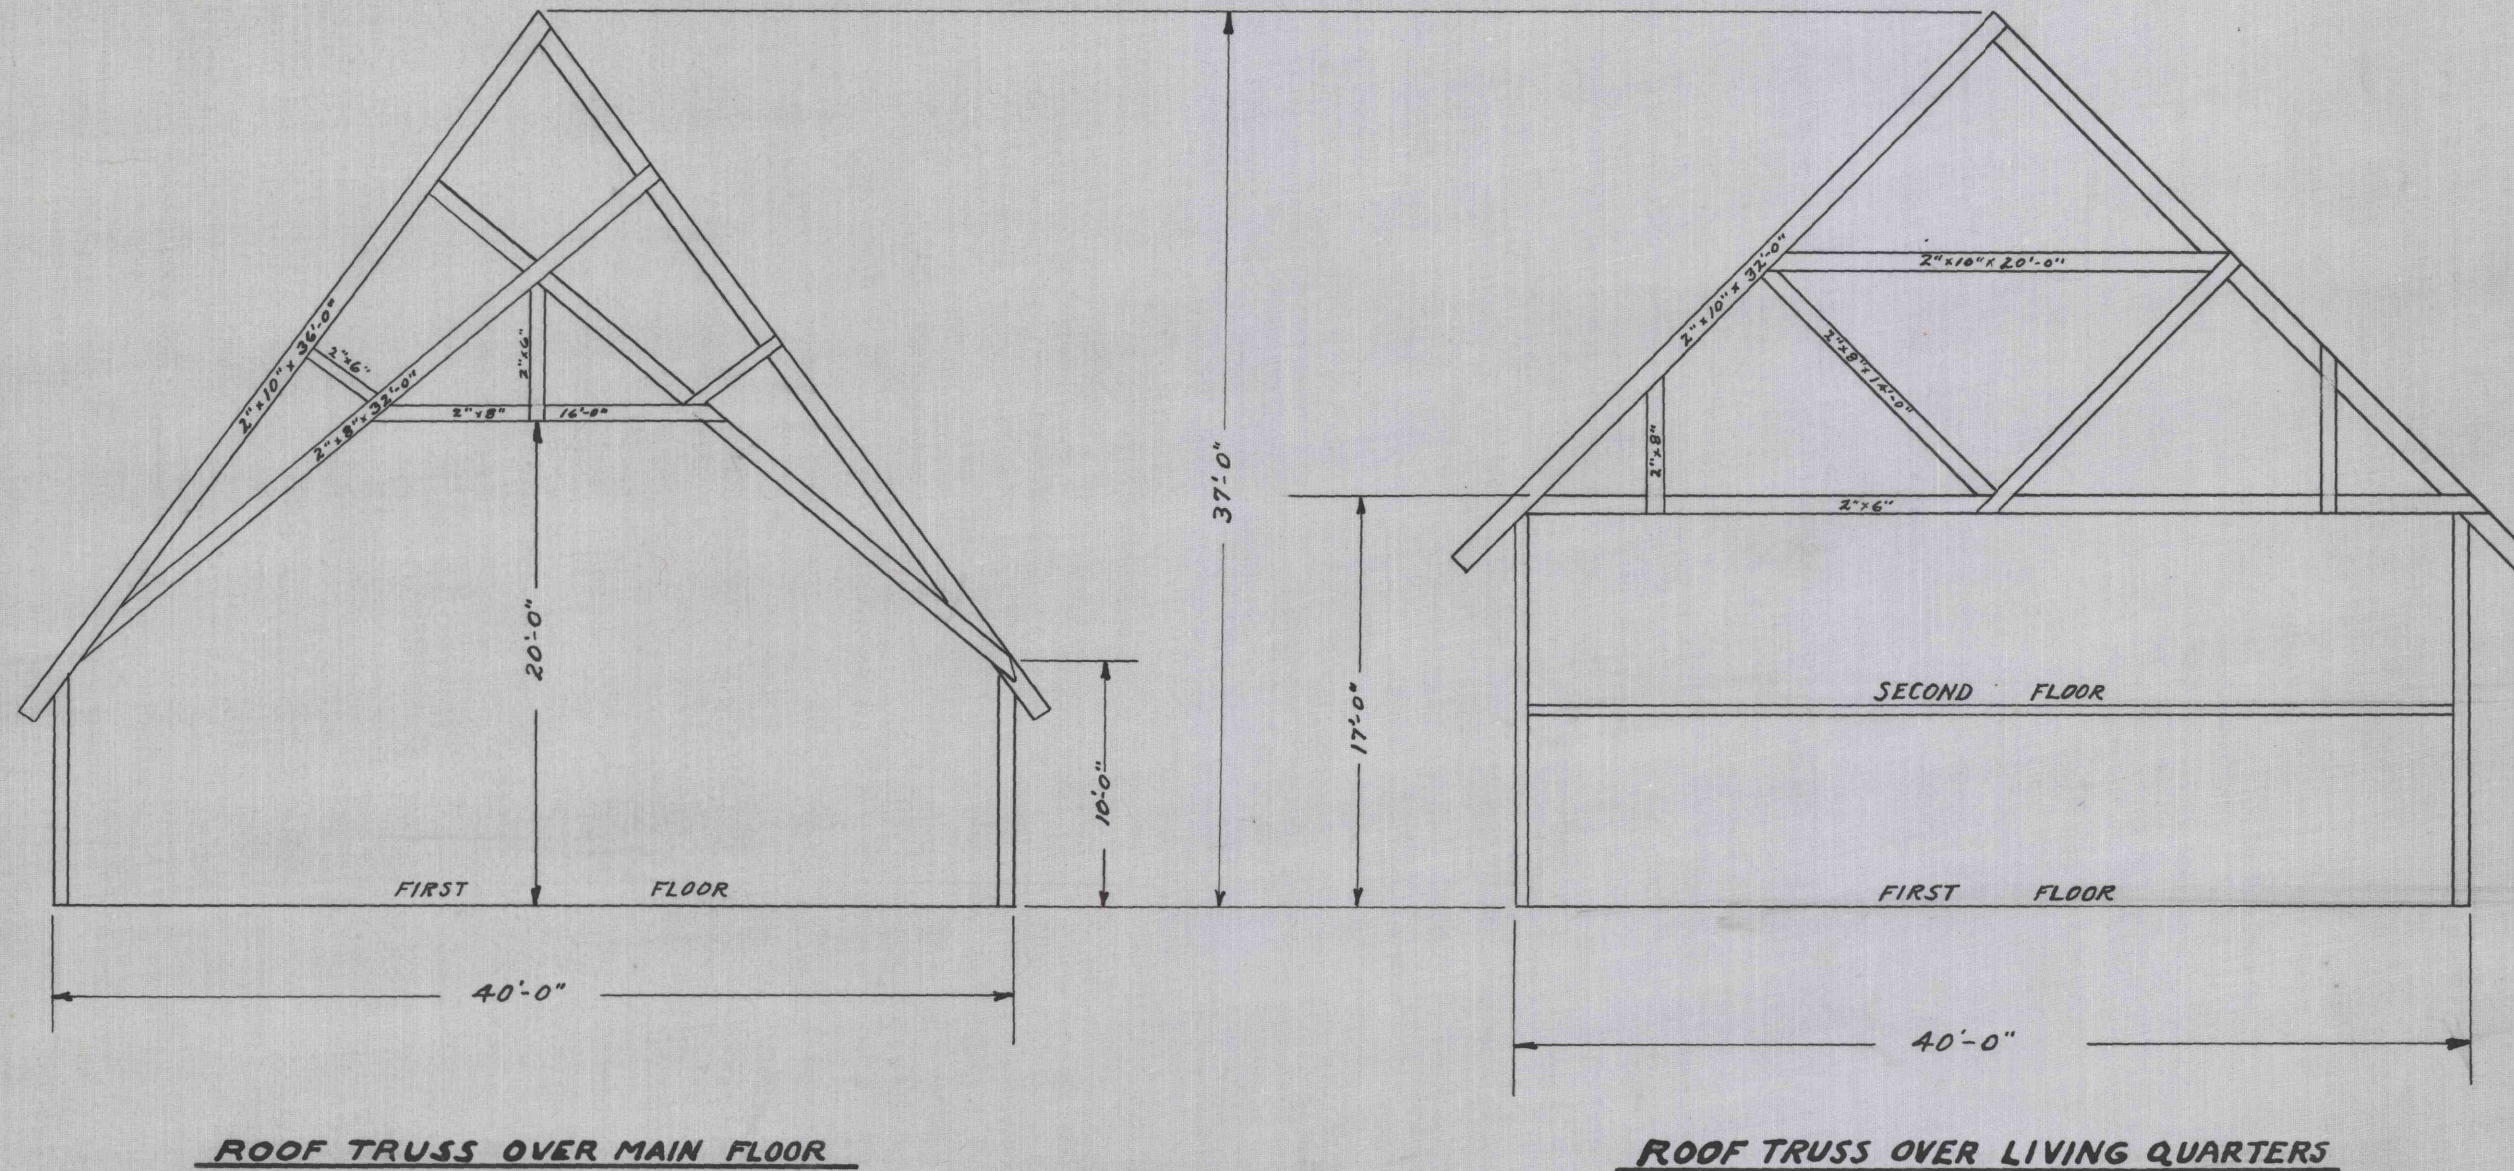 2"x10" x 36'-0"
2"x6"
2"x8"x 32'-0"
2"x6"
2"x8" 16'-0"
20'-0"
10'-0"
FIRST FLOOR
40'-0"
ROOF TRUSS OVER MAIN FLOOR
37'-0"
17'-0"
2"x10"x 32'-0"
2"x10"x 20'-0"
2"x8"x14'-0"
2"x8"
2"x6"
SECOND FLOOR
FIRST FLOOR
40'-0"
ROOF TRUSS OVER LIVING QUARTERS